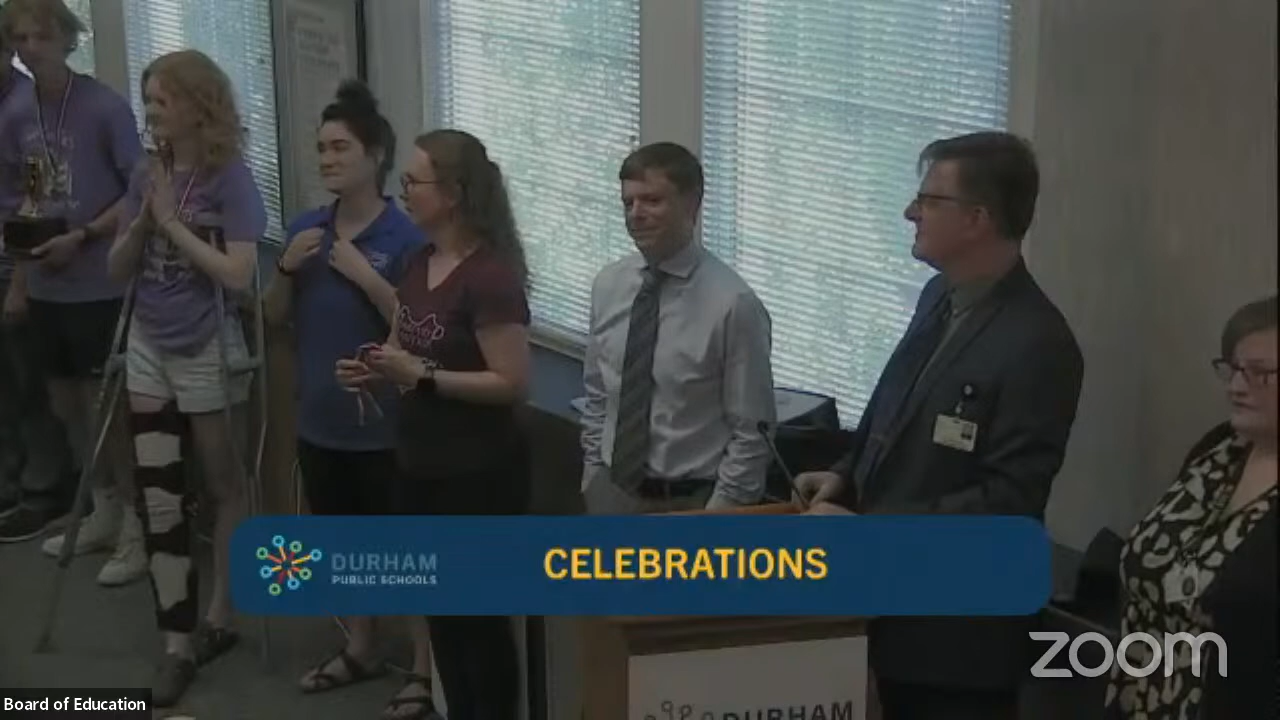 DURHAM
PUBLIC SCHOOLS
CELEBRATIONS
zoom
DURHAM
Board of Education